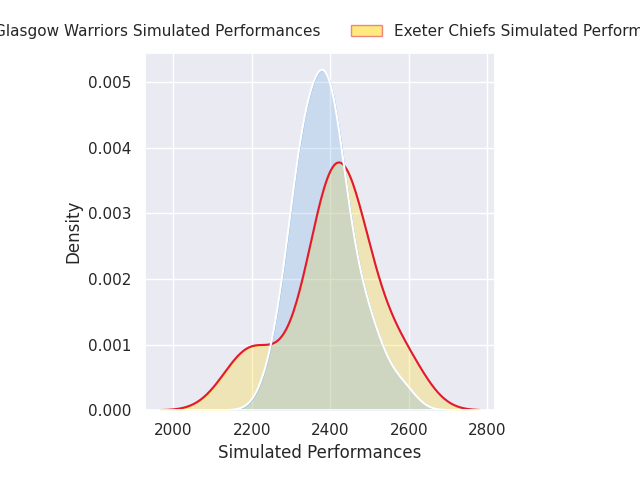 Glasgow Warriors Simulated Performances Exeter Chiefs Simulated Perform
0.005
0.004
0.003
0.002
0.001
0.000
Density
2000 2200 2400 2600 2800
Simulated Performances